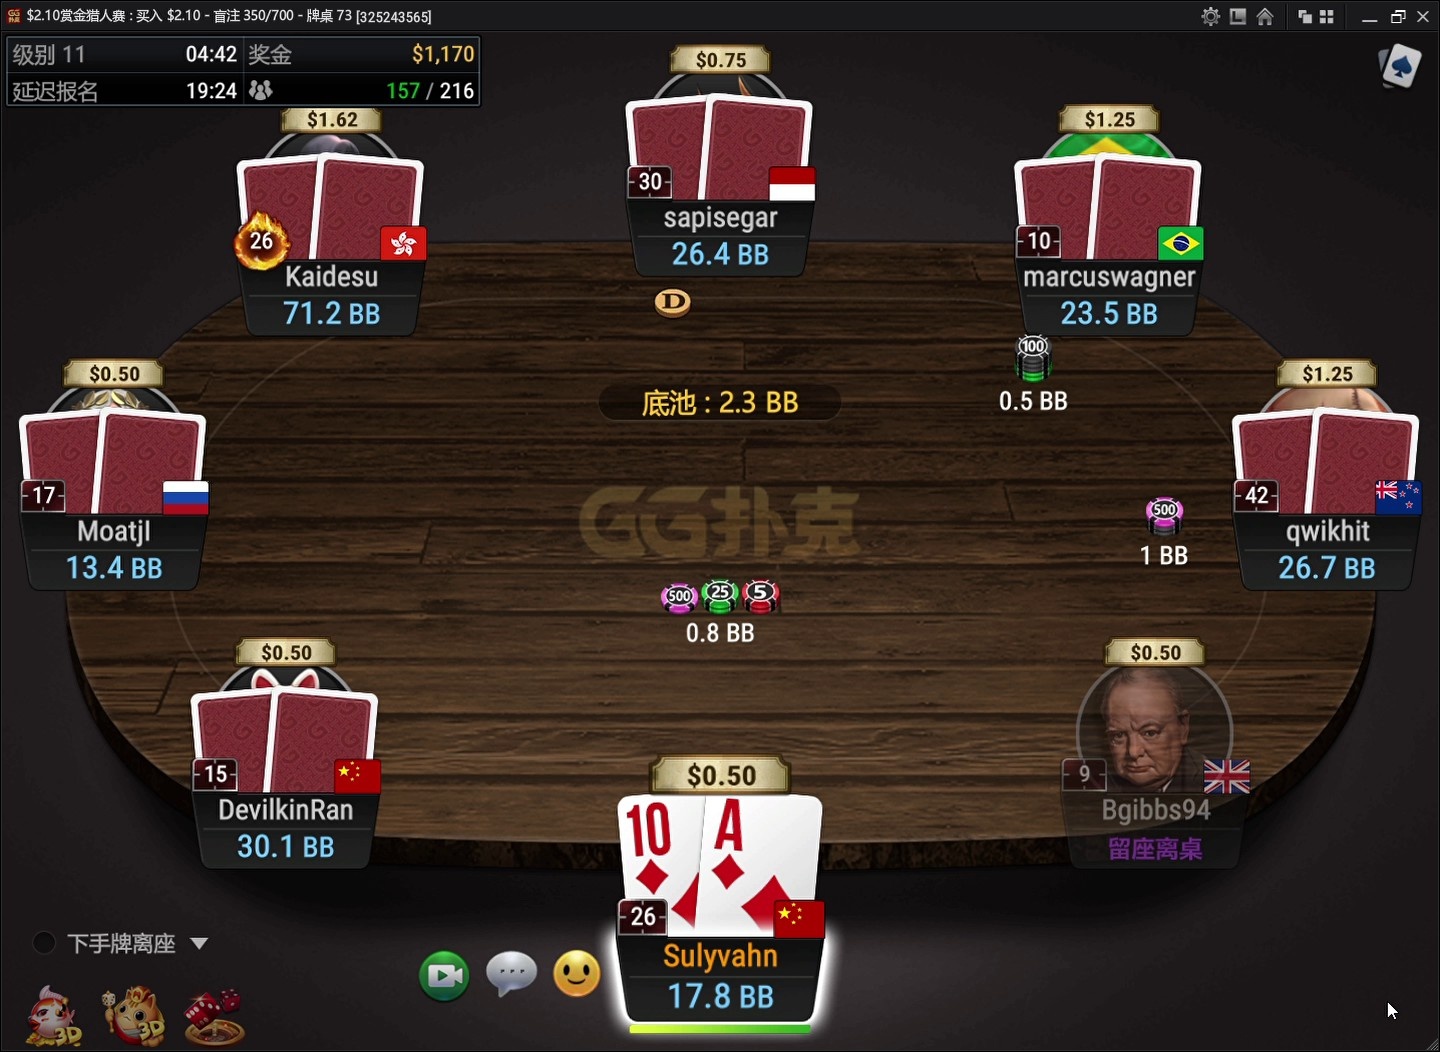 $2.10赏金猎人赛 : 买入 $2.10 - 盲注 350/700 - 牌桌 73 [325243565]
级别 11 04:42 奖金 $1,170
延迟报名 19:24 157 / 216
$0.75
30
sapisegar
26.4 BB
$1.62
26
Kaidesu
71.2 BB
$1.25
10
marcuswagner
23.5 BB
D
100
0.5 BB
底池 : 2.3 BB
$0.50
17
Moatjl
13.4 BB
$1.25
42
qwikhit
26.7 BB
GG扑克
500
1 BB
500 25 5
0.8 BB
$0.50
15
DevilkinRan
30.1 BB
$0.50
9
Bgibbs94
留座离桌
$0.50
10 A
26
Sulyvahn
17.8 BB
下手牌离座
3D 3D